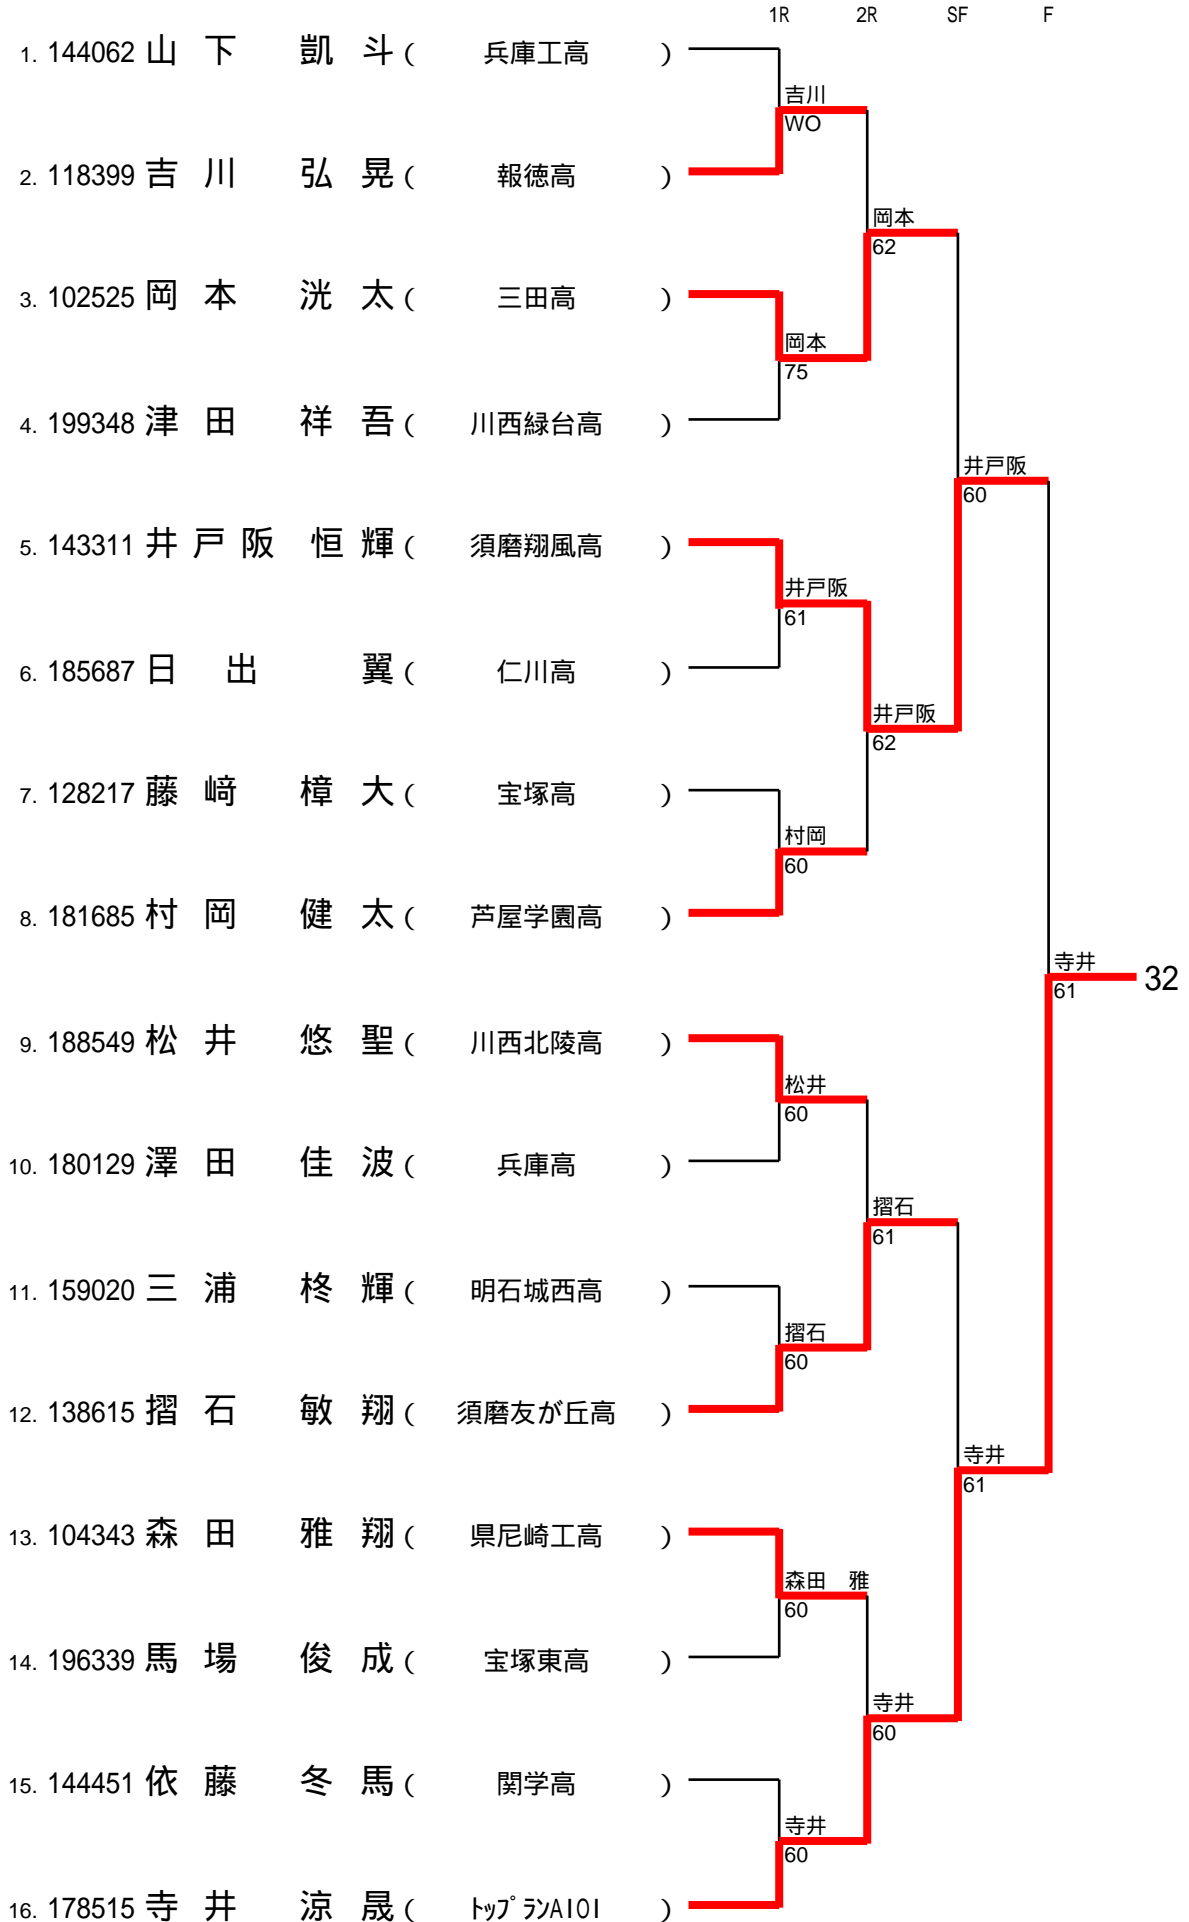 1R 2R SF F
1. 144062 山下 凱斗 ( 兵庫工高 )
吉川
WO
2. 118399 吉川 弘晃 ( 報徳高 )
岡本
62
3. 102525 岡本 洸太 ( 三田高 )
岡本
75
4. 199348 津田 祥吾 ( 川西緑台高 )
井戸阪
60
5. 143311 井戸阪 恒輝 ( 須磨翔風高 )
井戸阪
61
6. 185687 日出 翼 ( 仁川高 )
井戸阪
62
7. 128217 藤﨑 樟大 ( 宝塚高 )
村岡
60
8. 181685 村岡 健太 ( 芦屋学園高 )
寺井
61
32
9. 188549 松井 悠聖 ( 川西北陵高 )
松井
60
10. 180129 澤田 佳波 ( 兵庫高 )
摺石
61
11. 159020 三浦 柊輝 ( 明石城西高 )
摺石
60
12. 138615 摺石 敏翔 ( 須磨友が丘高 )
寺井
61
13. 104343 森田 雅翔 ( 県尼崎工高 )
森田 雅
60
14. 196339 馬場 俊成 ( 宝塚東高 )
寺井
60
15. 144451 依藤 冬馬 ( 関学高 )
寺井
60
16. 178515 寺井 涼晟 ( ﾄｯﾌﾟﾗﾝAIOI )